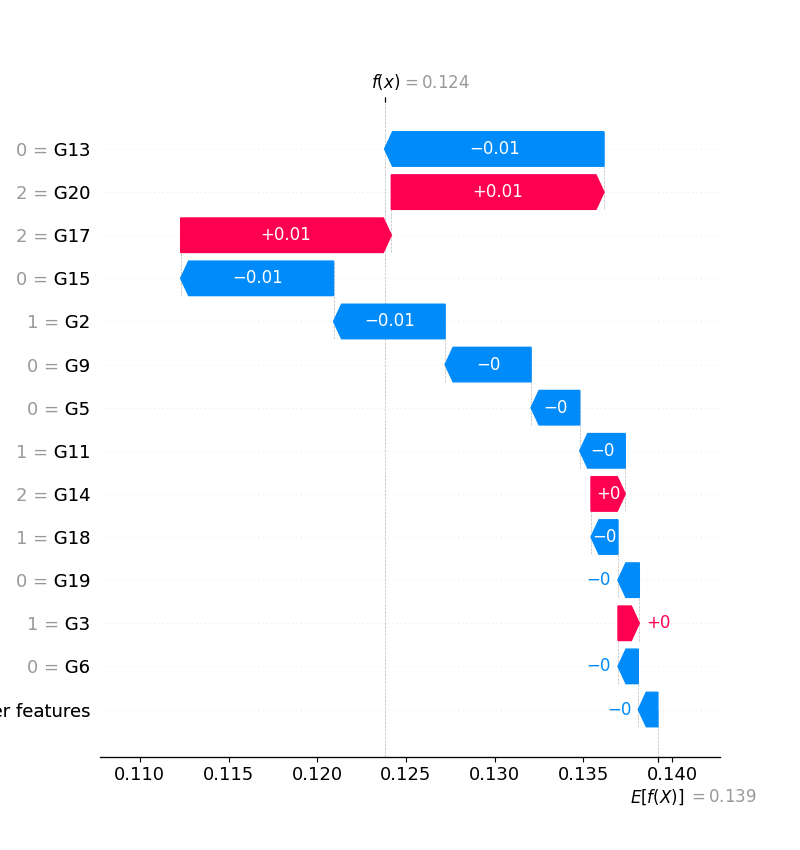 f(x) = 0.124
0 = G13 −0.01
2 = G20 +0.01
2 = G17 +0.01
0 = G15 −0.01
1 = G2 −0.01
0 = G9 −0
0 = G5 −0
1 = G11 −0
2 = G14 +0
1 = G18 −0
0 = G19 −0
1 = G3 +0
0 = G6 −0
features −0
0.110 0.115 0.120 0.125 0.130 0.135 0.140
E[f(X)] = 0.139